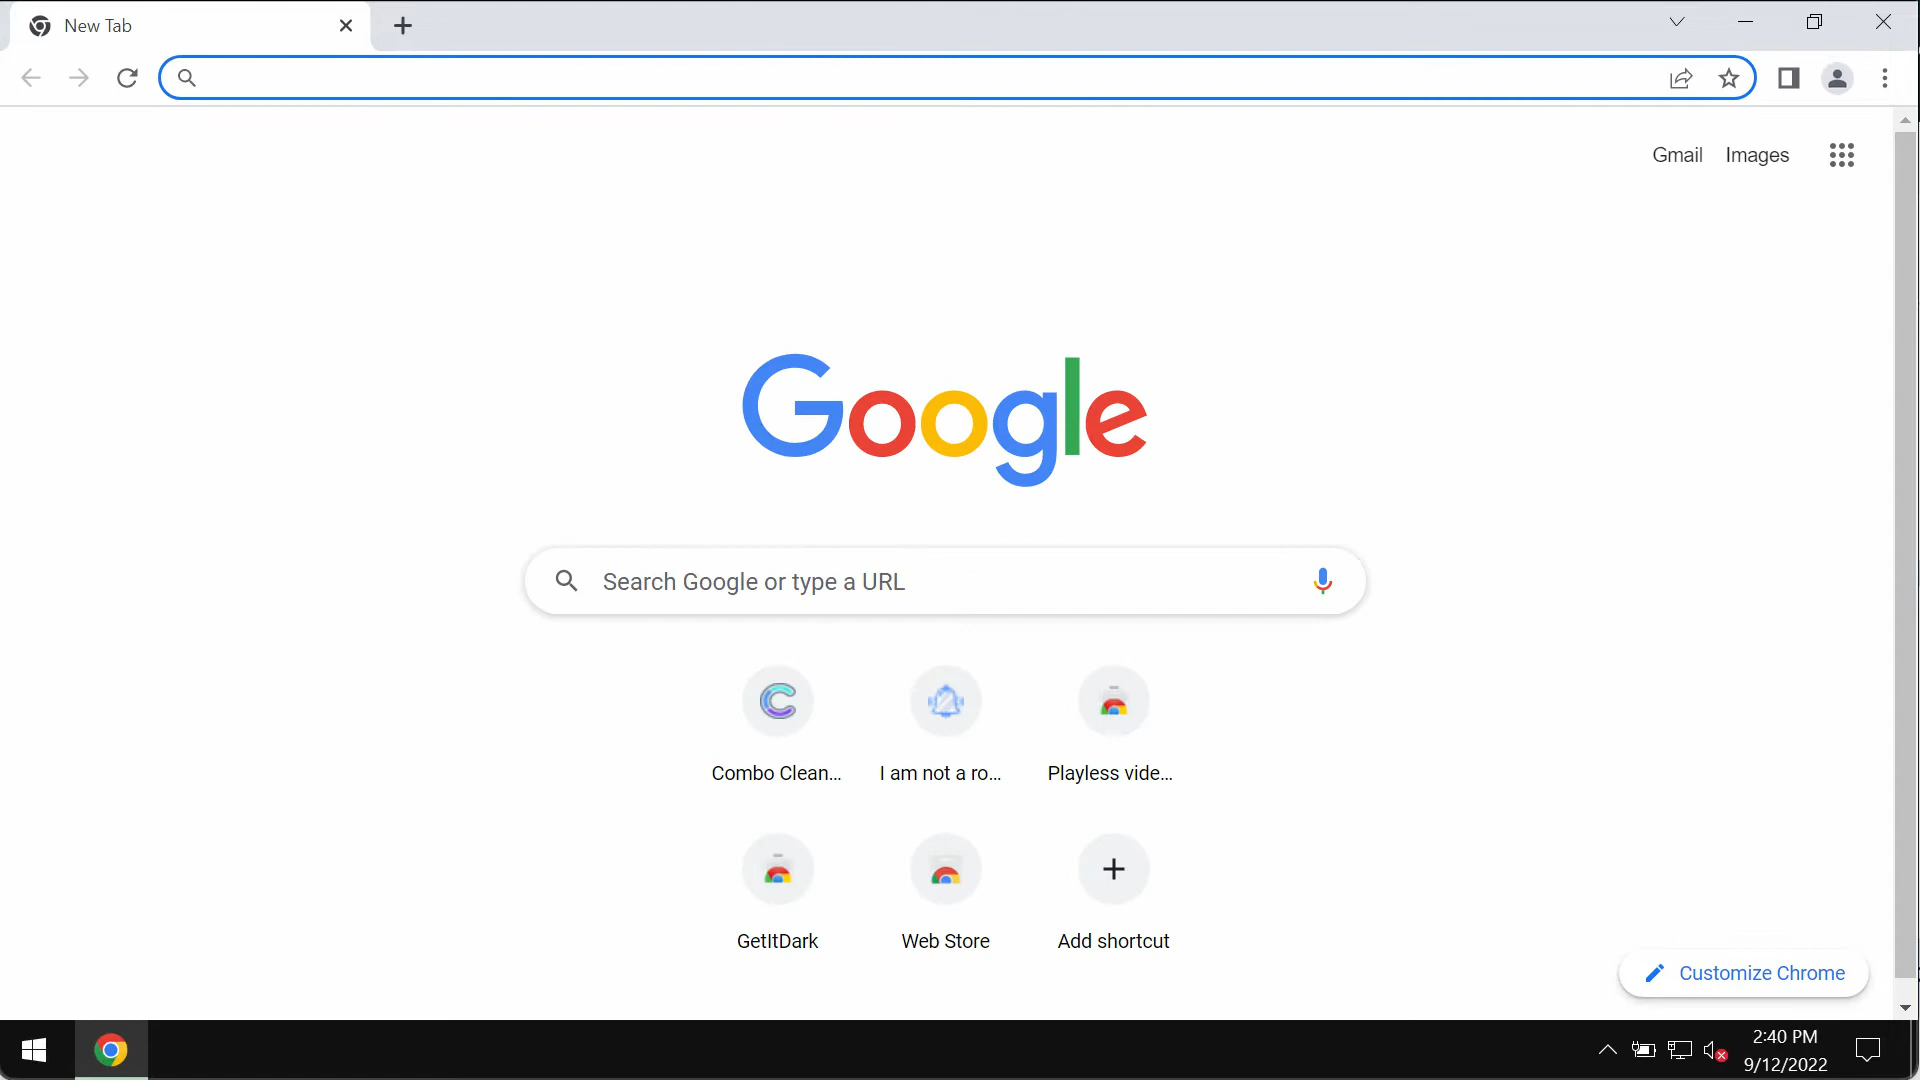 New Tab
Gmail Images
Google
Search Google or type a URL
Combo Clean... I am not a ro... Playless vide...
GetItDark Web Store Add shortcut
Customize Chrome
2:40 PM
9/12/2022